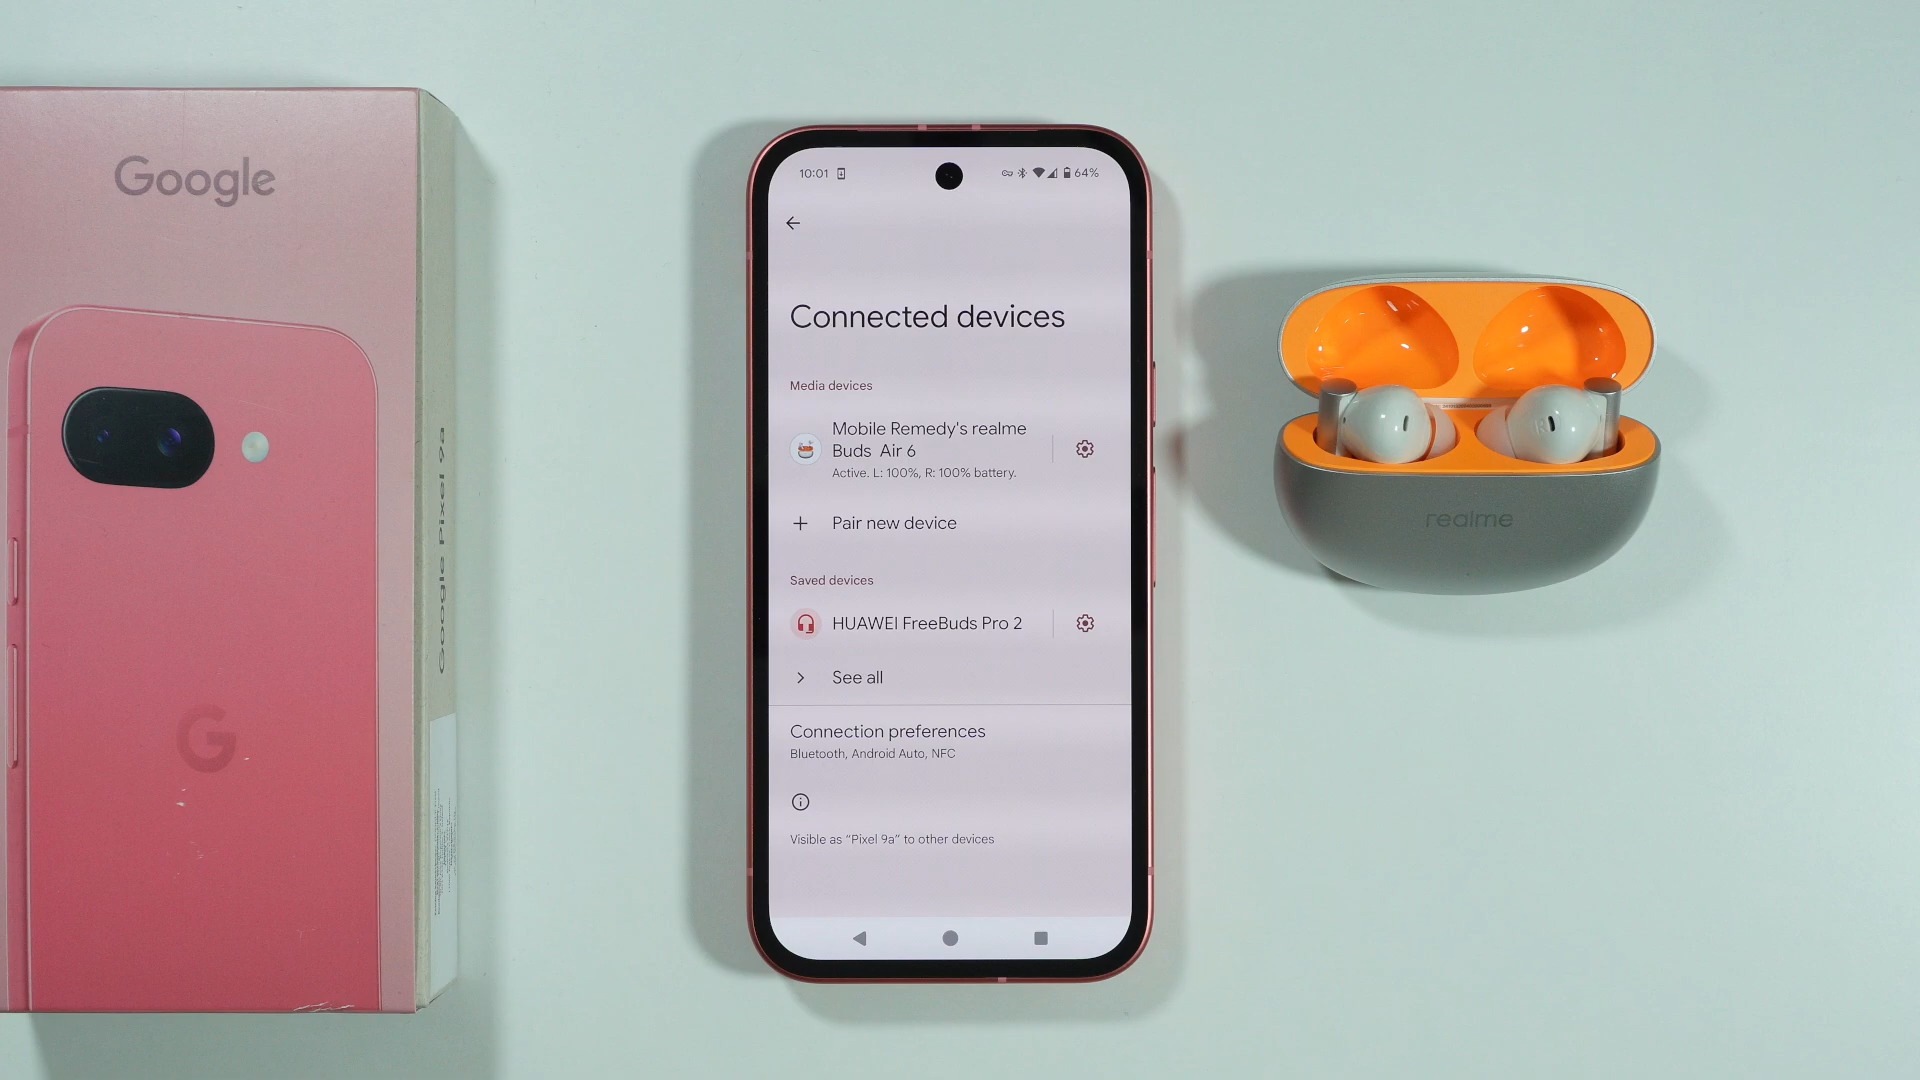 Google
G
Google Pixel 9a
10:01
64%
Connected devices
Media devices
Mobile Remedy's realme
Buds Air 6
Active. L: 100%, R: 100% battery.
+ Pair new device
Saved devices
HUAWEI FreeBuds Pro 2
See all
Connection preferences
Bluetooth, Android Auto, NFC
Visible as “Pixel 9a” to other devices
R
realme